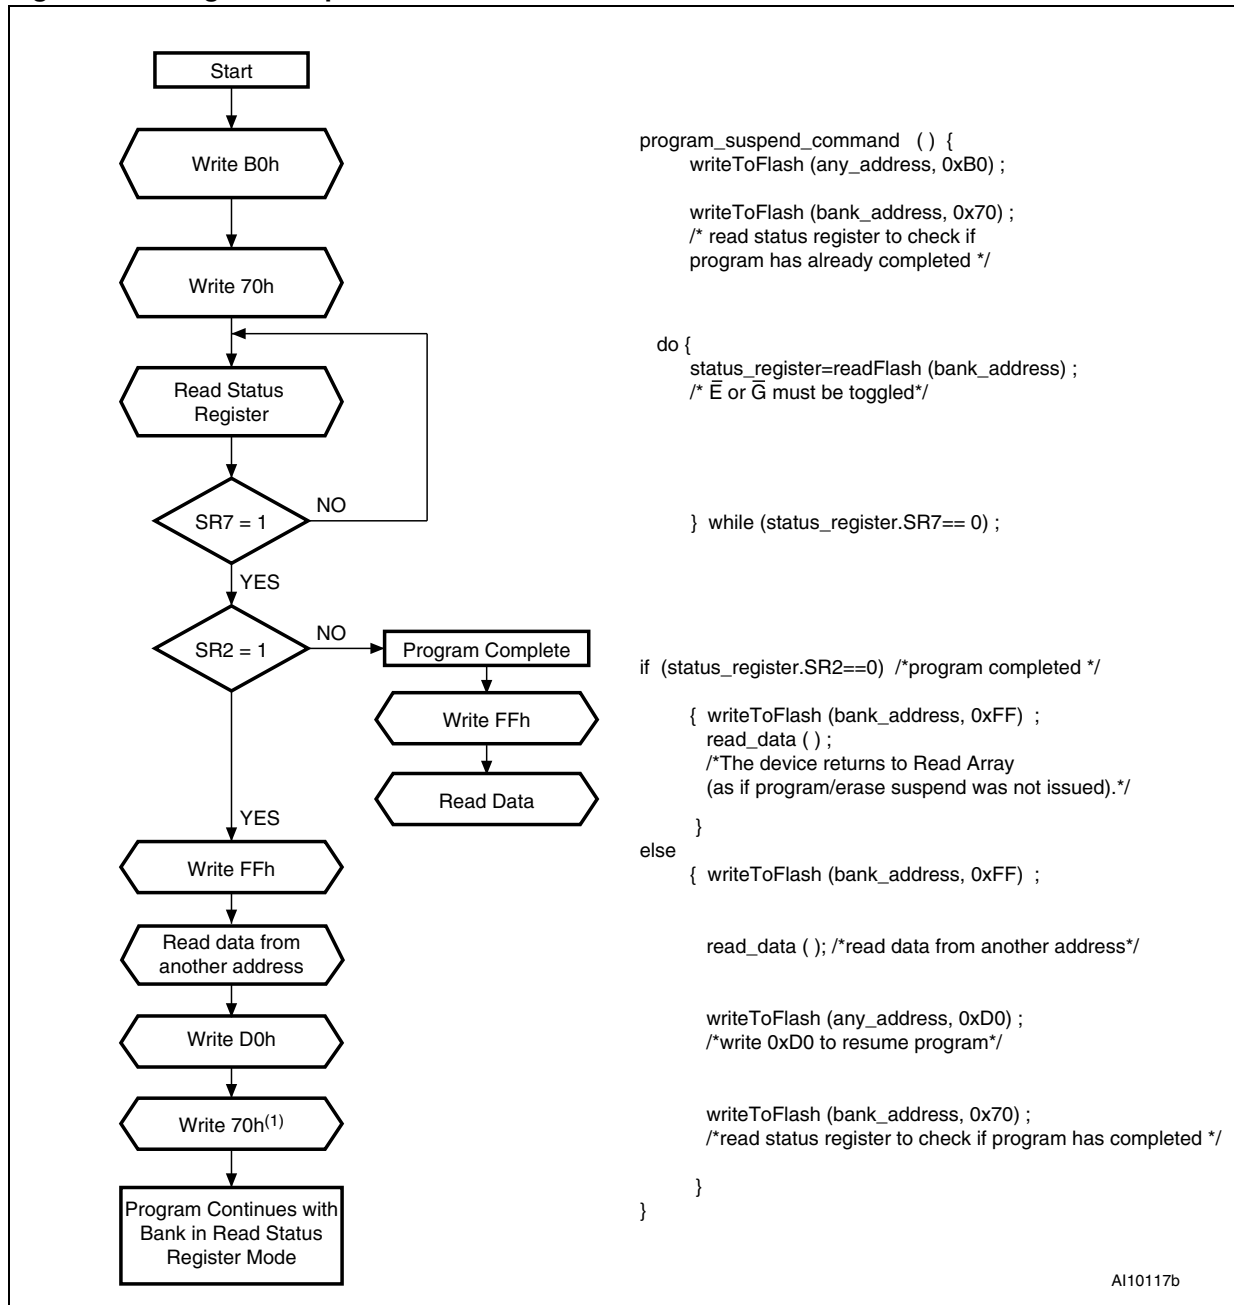 Start
Write B0h
Write 70h
Read Status
Register
SR7 = 1
NO
YES
SR2 = 1
NO
Program Complete
Write FFh
Read Data
YES
Write FFh
Read data from
another address
Write D0h
Write 70h(1)
Program Continues with
Bank in Read Status
Register Mode
program_suspend_command ( ) {
writeToFlash (any_address, 0xB0) ;
writeToFlash (bank_address, 0x70) ;
/* read status register to check if
program has already completed */
do {
status_register=readFlash (bank_address) ;
/* E̅ or G̅ must be toggled*/
} while (status_register.SR7== 0) ;
if (status_register.SR2==0) /*program completed */
{ writeToFlash (bank_address, 0xFF) ;
read_data ( ) ;
/*The device returns to Read Array
(as if program/erase suspend was not issued).*/
}
else
{ writeToFlash (bank_address, 0xFF) ;
read_data ( ); /*read data from another address*/
writeToFlash (any_address, 0xD0) ;
/*write 0xD0 to resume program*/
writeToFlash (bank_address, 0x70) ;
/*read status register to check if program has completed */
}
}
AI10117b